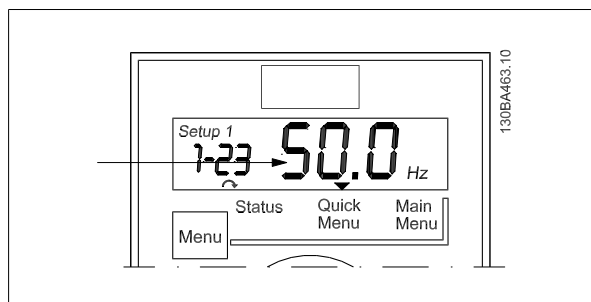 130BA463.10
Setup 1
1-23 50.0 Hz
Status Quick Menu Main Menu
Menu